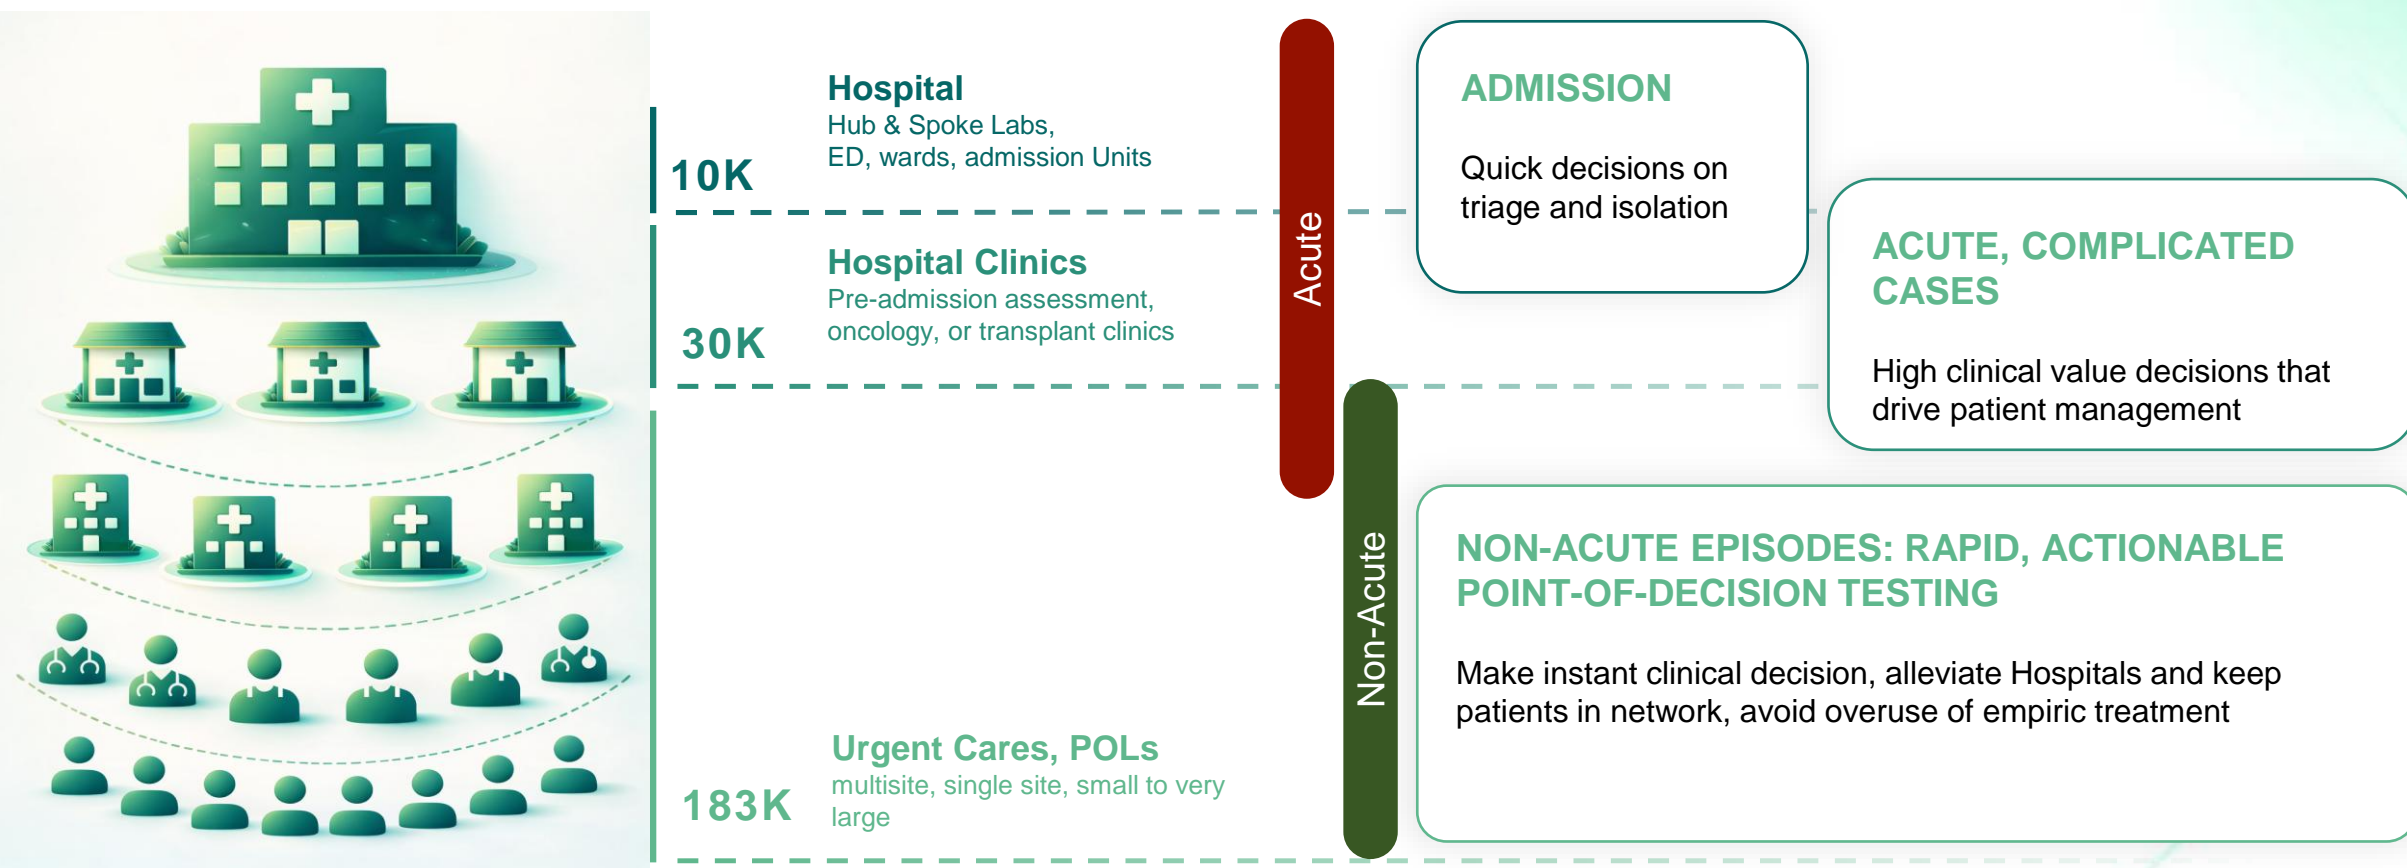 10K
Hospital
Hub & Spoke Labs,
ED, wards, admission Units
30K
Hospital Clinics
Pre-admission assessment,
oncology, or transplant clinics
183K
Urgent Cares, POLs
multisite, single site, small to very
large
Acute
Non-Acute
ADMISSION
Quick decisions on
triage and isolation
ACUTE, COMPLICATED
CASES
High clinical value decisions that
drive patient management
NON-ACUTE EPISODES: RAPID, ACTIONABLE
POINT-OF-DECISION TESTING
Make instant clinical decision, alleviate Hospitals and keep
patients in network, avoid overuse of empiric treatment